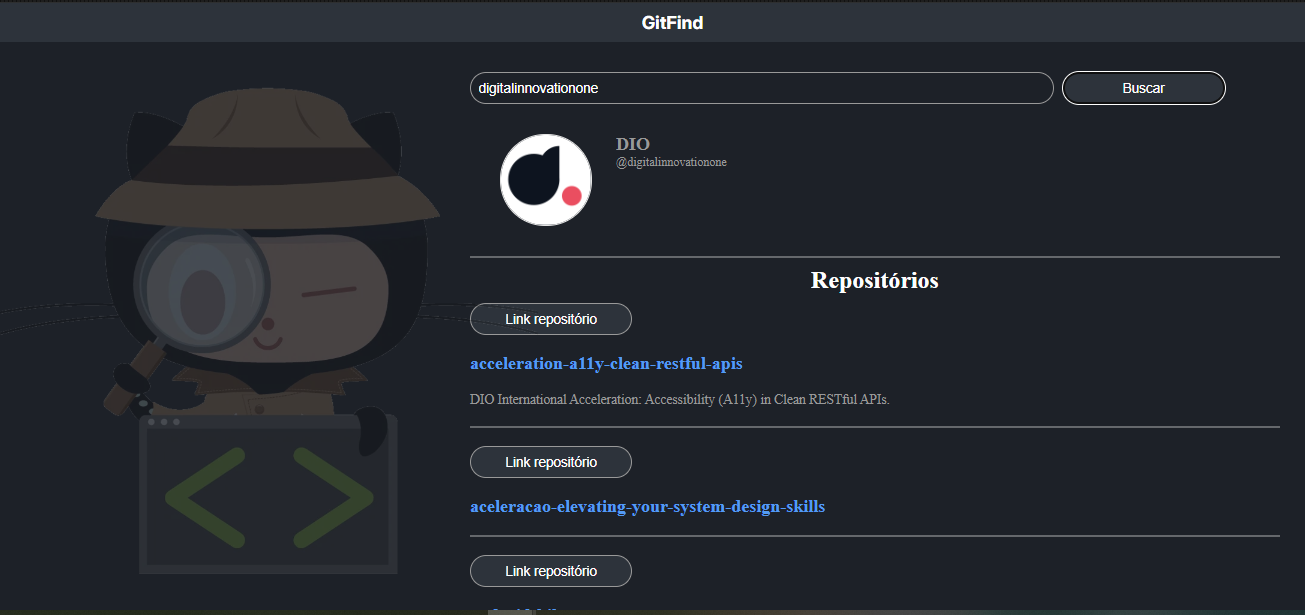 GitFind
digitalinnovationone
Buscar
DIO
@digitalinnovationone
Repositórios
Link repositório
acceleration-a11y-clean-restful-apis
DIO International Acceleration: Accessibility (A11y) in Clean RESTful APIs.
Link repositório
aceleracao-elevating-your-system-design-skills
Link repositório